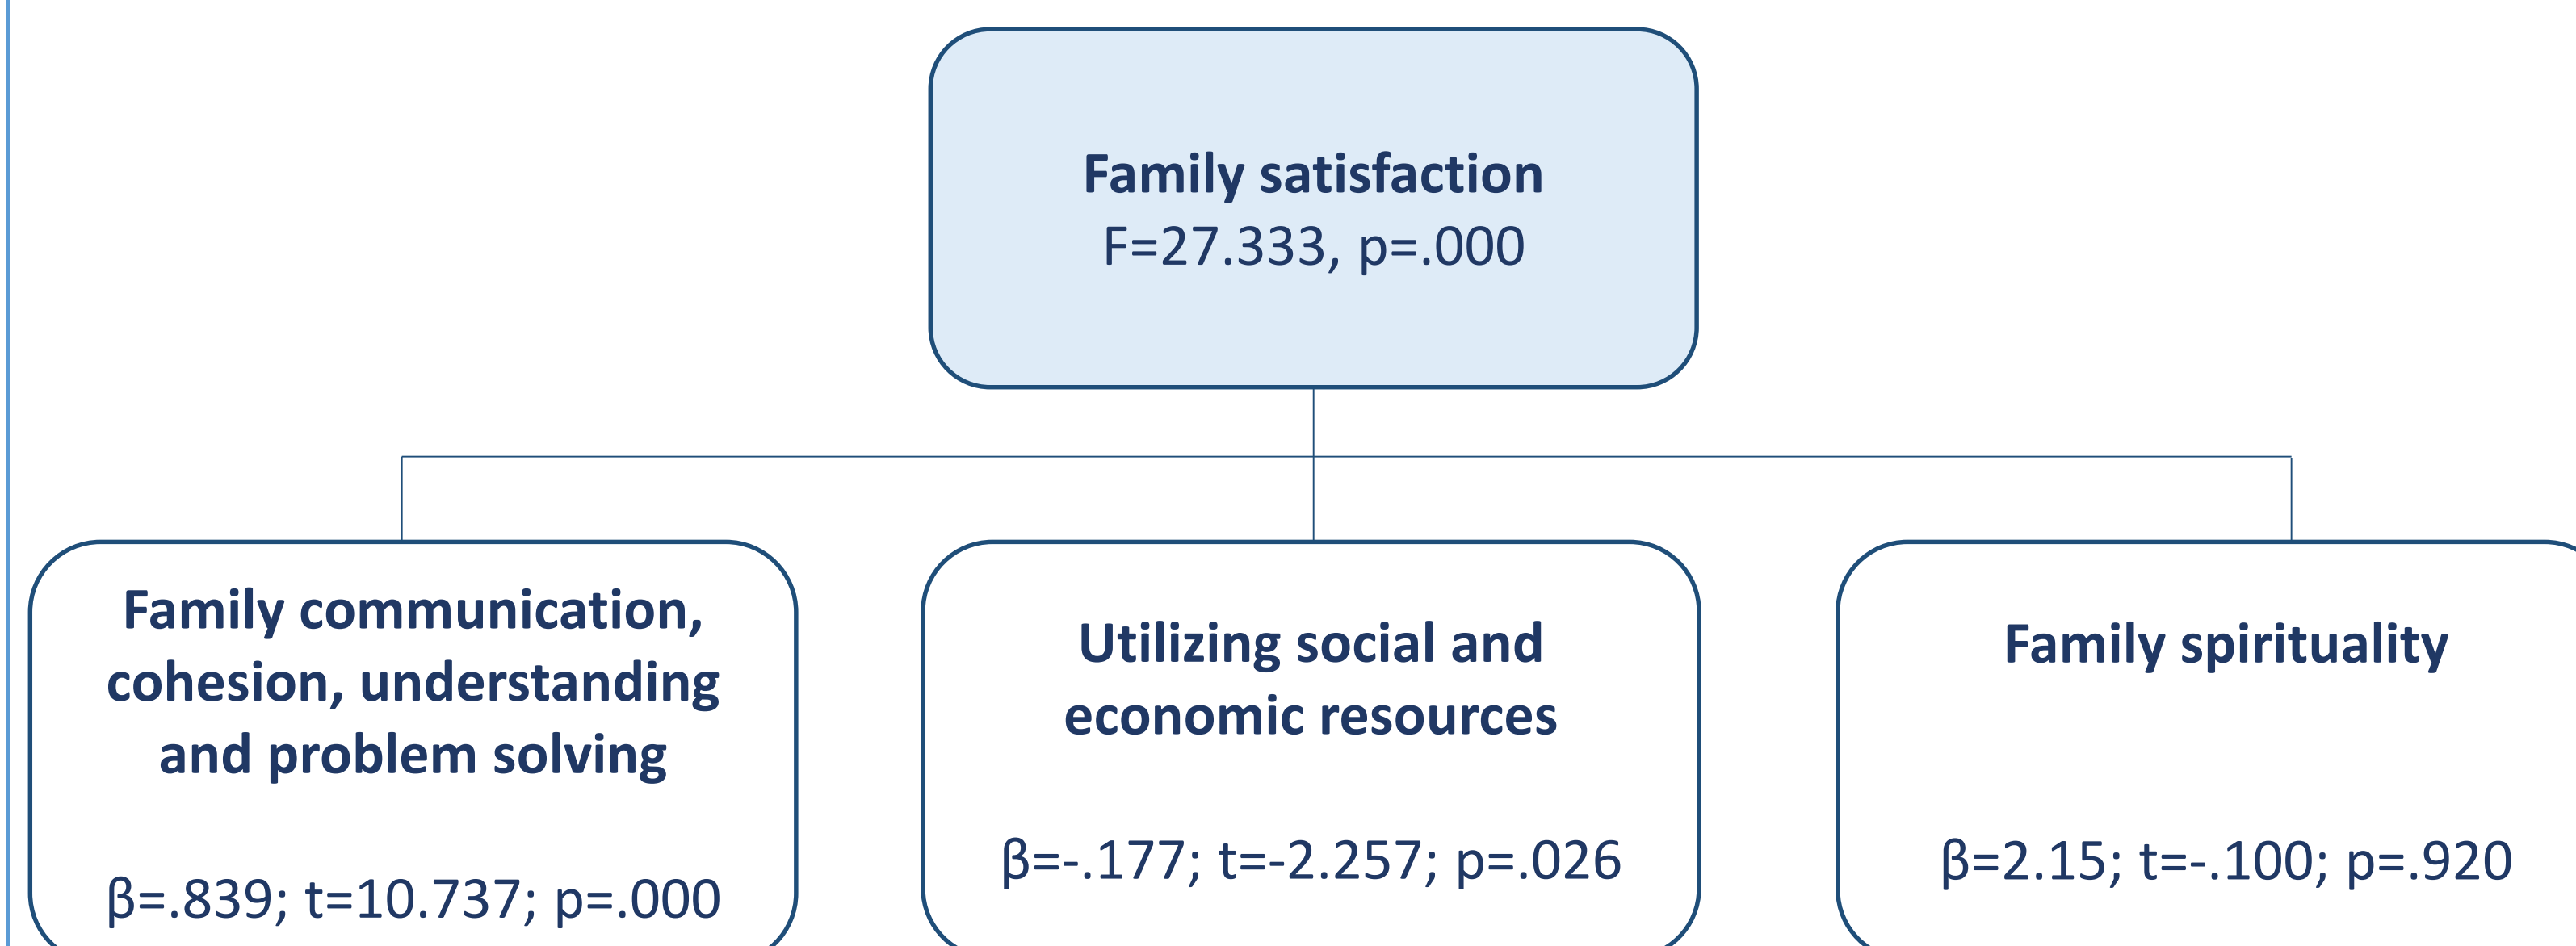 Family satisfaction
F=27.333, p=.000
Family communication,
cohesion, understanding
and problem solving
β=.839; t=10.737; p=.000
Utilizing social and
economic resources
β=-.177; t=-2.257; p=.026
Family spirituality
β=2.15; t=-.100; p=.920